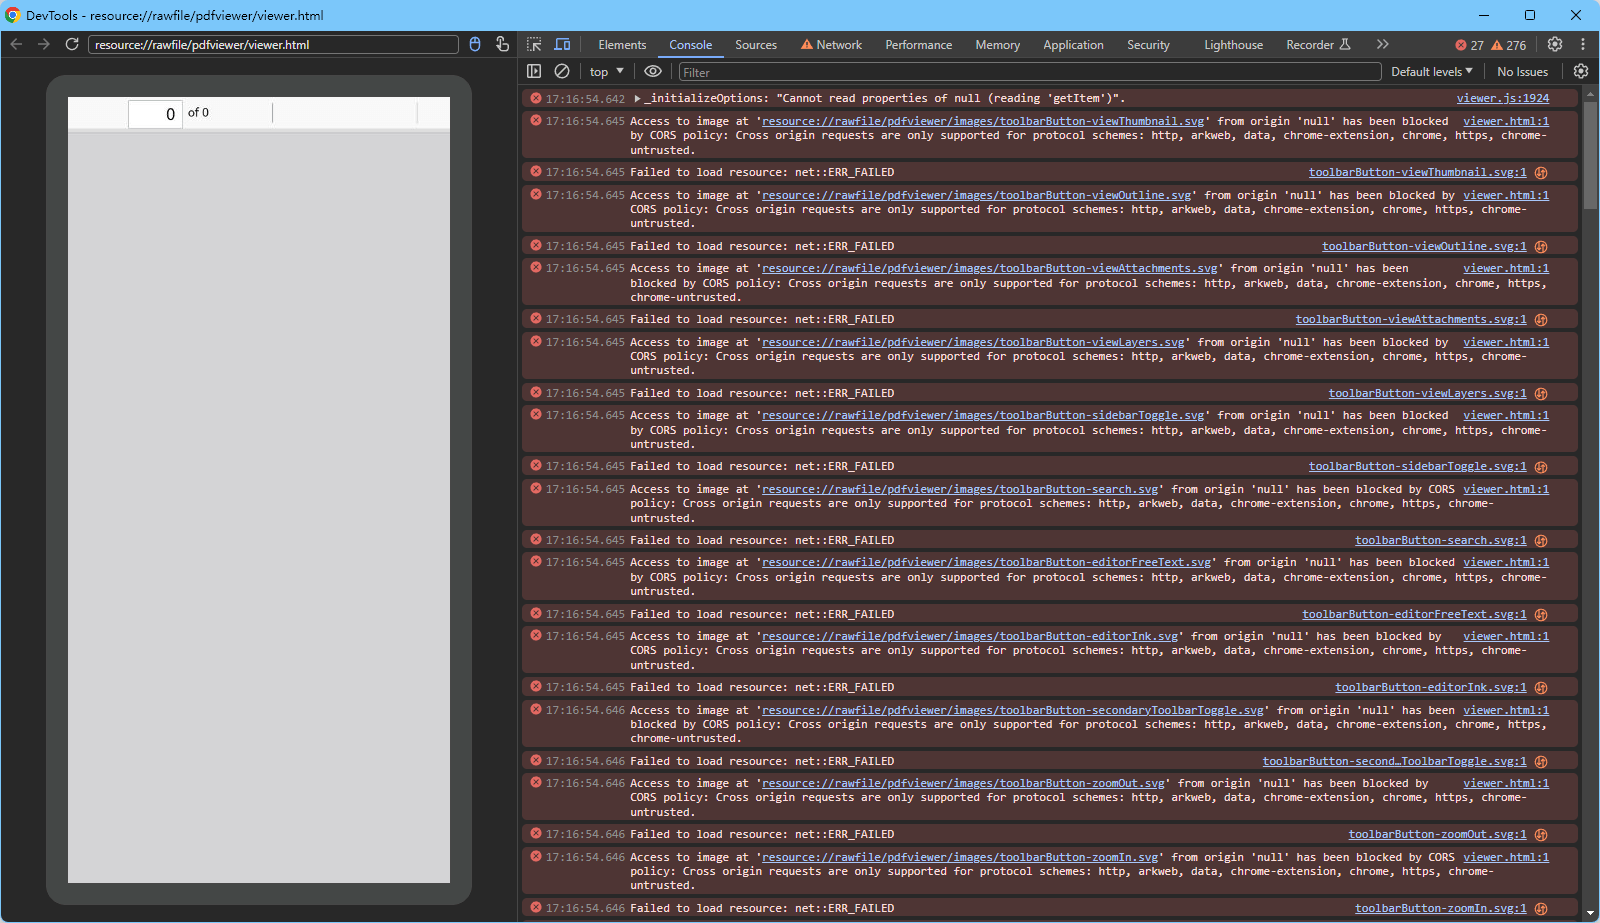 DevTools - resource://rawfile/pdfviewer/viewer.html
resource://rawfile/pdfviewer/viewer.html
Elements Console Sources Network Performance Memory Application Security Lighthouse Recorder 27 276
top Filter Default levels No Issues
0 of 0
17:16:54.642 _initializeOptions: "Cannot read properties of null (reading 'getItem')". viewer.js:1924
17:16:54.645 Access to image at 'resource://rawfile/pdfviewer/images/toolbarButton-viewThumbnail.svg' from origin 'null' has been blocked viewer.html:1
by CORS policy: Cross origin requests are only supported for protocol schemes: http, arkweb, data, chrome-extension, chrome, https, chrome-
untrusted.
17:16:54.645 Failed to load resource: net::ERR_FAILED toolbarButton-viewThumbnail.svg:1
17:16:54.645 Access to image at 'resource://rawfile/pdfviewer/images/toolbarButton-viewOutline.svg' from origin 'null' has been blocked by viewer.html:1
CORS policy: Cross origin requests are only supported for protocol schemes: http, arkweb, data, chrome-extension, chrome, https, chrome-
untrusted.
17:16:54.645 Failed to load resource: net::ERR_FAILED toolbarButton-viewOutline.svg:1
17:16:54.645 Access to image at 'resource://rawfile/pdfviewer/images/toolbarButton-viewAttachments.svg' from origin 'null' has been viewer.html:1
blocked by CORS policy: Cross origin requests are only supported for protocol schemes: http, arkweb, data, chrome-extension, chrome, https,
chrome-untrusted.
17:16:54.645 Failed to load resource: net::ERR_FAILED toolbarButton-viewAttachments.svg:1
17:16:54.645 Access to image at 'resource://rawfile/pdfviewer/images/toolbarButton-viewLayers.svg' from origin 'null' has been blocked by viewer.html:1
CORS policy: Cross origin requests are only supported for protocol schemes: http, arkweb, data, chrome-extension, chrome, https, chrome-
untrusted.
17:16:54.645 Failed to load resource: net::ERR_FAILED toolbarButton-viewLayers.svg:1
17:16:54.645 Access to image at 'resource://rawfile/pdfviewer/images/toolbarButton-sidebarToggle.svg' from origin 'null' has been blocked viewer.html:1
by CORS policy: Cross origin requests are only supported for protocol schemes: http, arkweb, data, chrome-extension, chrome, https, chrome-
untrusted.
17:16:54.645 Failed to load resource: net::ERR_FAILED toolbarButton-sidebarToggle.svg:1
17:16:54.645 Access to image at 'resource://rawfile/pdfviewer/images/toolbarButton-search.svg' from origin 'null' has been blocked by CORS viewer.html:1
policy: Cross origin requests are only supported for protocol schemes: http, arkweb, data, chrome-extension, chrome, https, chrome-
untrusted.
17:16:54.645 Failed to load resource: net::ERR_FAILED toolbarButton-search.svg:1
17:16:54.645 Access to image at 'resource://rawfile/pdfviewer/images/toolbarButton-editorFreeText.svg' from origin 'null' has been blocked viewer.html:1
by CORS policy: Cross origin requests are only supported for protocol schemes: http, arkweb, data, chrome-extension, chrome, https, chrome-
untrusted.
17:16:54.645 Failed to load resource: net::ERR_FAILED toolbarButton-editorFreeText.svg:1
17:16:54.645 Access to image at 'resource://rawfile/pdfviewer/images/toolbarButton-editorInk.svg' from origin 'null' has been blocked by viewer.html:1
CORS policy: Cross origin requests are only supported for protocol schemes: http, arkweb, data, chrome-extension, chrome, https, chrome-
untrusted.
17:16:54.645 Failed to load resource: net::ERR_FAILED toolbarButton-editorInk.svg:1
17:16:54.646 Access to image at 'resource://rawfile/pdfviewer/images/toolbarButton-secondaryToolbarToggle.svg' from origin 'null' has been viewer.html:1
blocked by CORS policy: Cross origin requests are only supported for protocol schemes: http, arkweb, data, chrome-extension, chrome, https,
chrome-untrusted.
17:16:54.646 Failed to load resource: net::ERR_FAILED toolbarButton-second…ToolbarToggle.svg:1
17:16:54.646 Access to image at 'resource://rawfile/pdfviewer/images/toolbarButton-zoomOut.svg' from origin 'null' has been blocked by viewer.html:1
CORS policy: Cross origin requests are only supported for protocol schemes: http, arkweb, data, chrome-extension, chrome, https, chrome-
untrusted.
17:16:54.646 Failed to load resource: net::ERR_FAILED toolbarButton-zoomOut.svg:1
17:16:54.646 Access to image at 'resource://rawfile/pdfviewer/images/toolbarButton-zoomIn.svg' from origin 'null' has been blocked by CORS viewer.html:1
policy: Cross origin requests are only supported for protocol schemes: http, arkweb, data, chrome-extension, chrome, https, chrome-
untrusted.
17:16:54.646 Failed to load resource: net::ERR_FAILED toolbarButton-zoomIn.svg:1